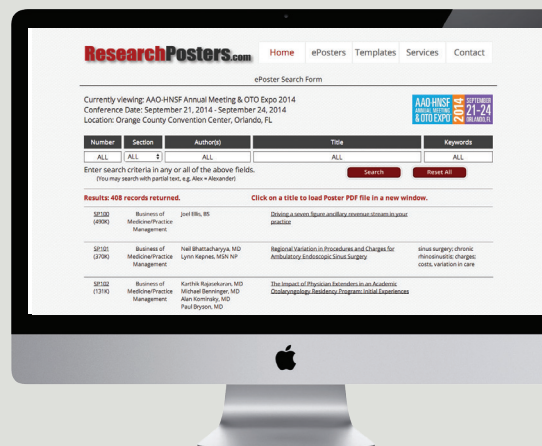 ResearchPosters.com
Home ePosters Templates Services Contact
ePoster Search Form
Currently viewing: AAO-HNSF Annual Meeting & OTO Expo 2014
Conference Date: September 21, 2014 - September 24, 2014
Location: Orange County Convention Center, Orlando, FL
AAO-HNSF
ANNUAL MEETING
& OTO EXPO
2014
SEPTEMBER
21-24
ORLANDO, FL
Number Section Author(s) Title Keywords
ALL ALL ALL ALL ALL
Enter search criteria in any or all of the above fields.
(You may search with partial text, e.g. Alex = Alexander)
Search Reset All
Results: 408 records returned. Click on a title to load Poster PDF file in a new window.
SP100 Business of Joel Ellis, BS Driving a seven figure ancillary revenue stream in your
(490K) Medicine/Practice practice
Management
SP101 Business of Neil Bhattacharyya, MD Regional Variation in Procedures and Charges for sinus surgery; chronic
(370K) Medicine/Practice Lynn Kepnes, MSN NP Ambulatory Endoscopic Sinus Surgery rhinosinusitis; charges;
Management costs, variation in care
SP102 Business of Karthik Rajasekaran, MD The Impact of Physician Extenders in an Academic
(131K) Medicine/Practice Michael Benninger, MD Otolaryngology Residency Program: Initial Experiences
Management Alan Kominsky, MD
Paul Bryson, MD